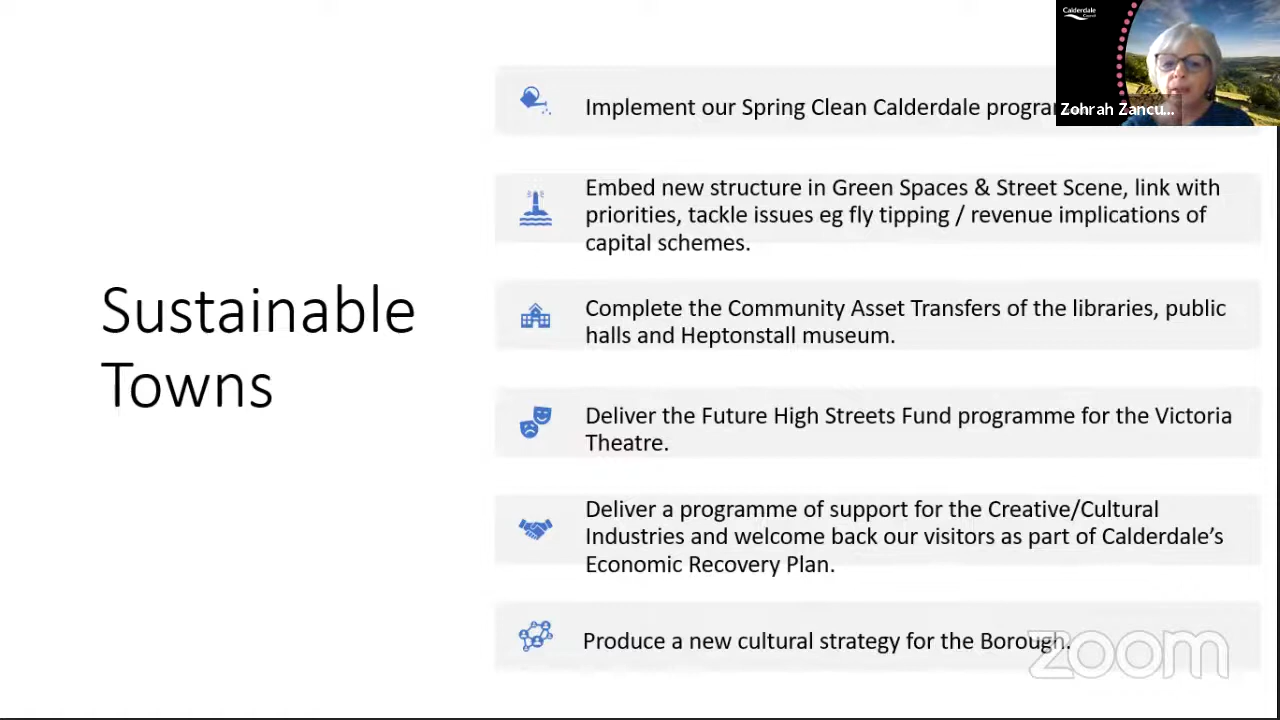 Sustainable
Towns
Implement our Spring Clean Calderdale
Embed new structure in Green Spaces & Street Scene, link with
priorities, tackle issues eg fly tipping / revenue implications of
capital schemes.
Complete the Community Asset Transfers of the libraries, public
halls and Heptonstall museum.
Deliver the Future High Streets Fund programme for the Victoria
Theatre.
Deliver a programme of support for the Creative/Cultural
Industries and welcome back our visitors as part of Calderdale’s
Economic Recovery Plan.
Produce a new cultural strategy for the Borough.
Calderdale
Council
Zohrah Zancu...
zoom